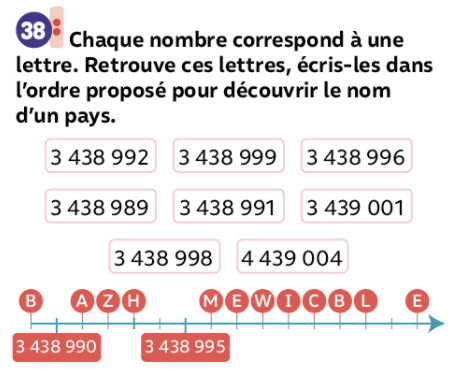 38 Chaque nombre correspond à une
lettre. Retrouve ces lettres, écris-les dans
l'ordre proposé pour découvrir le nom
d'un pays.
3 438 992 3 438 999 3 438 996
3 438 989 3 438 991 3 439 001
3 438 998 4 439 004
B A Z H M E W I C B L E
3 438 990 3 438 995